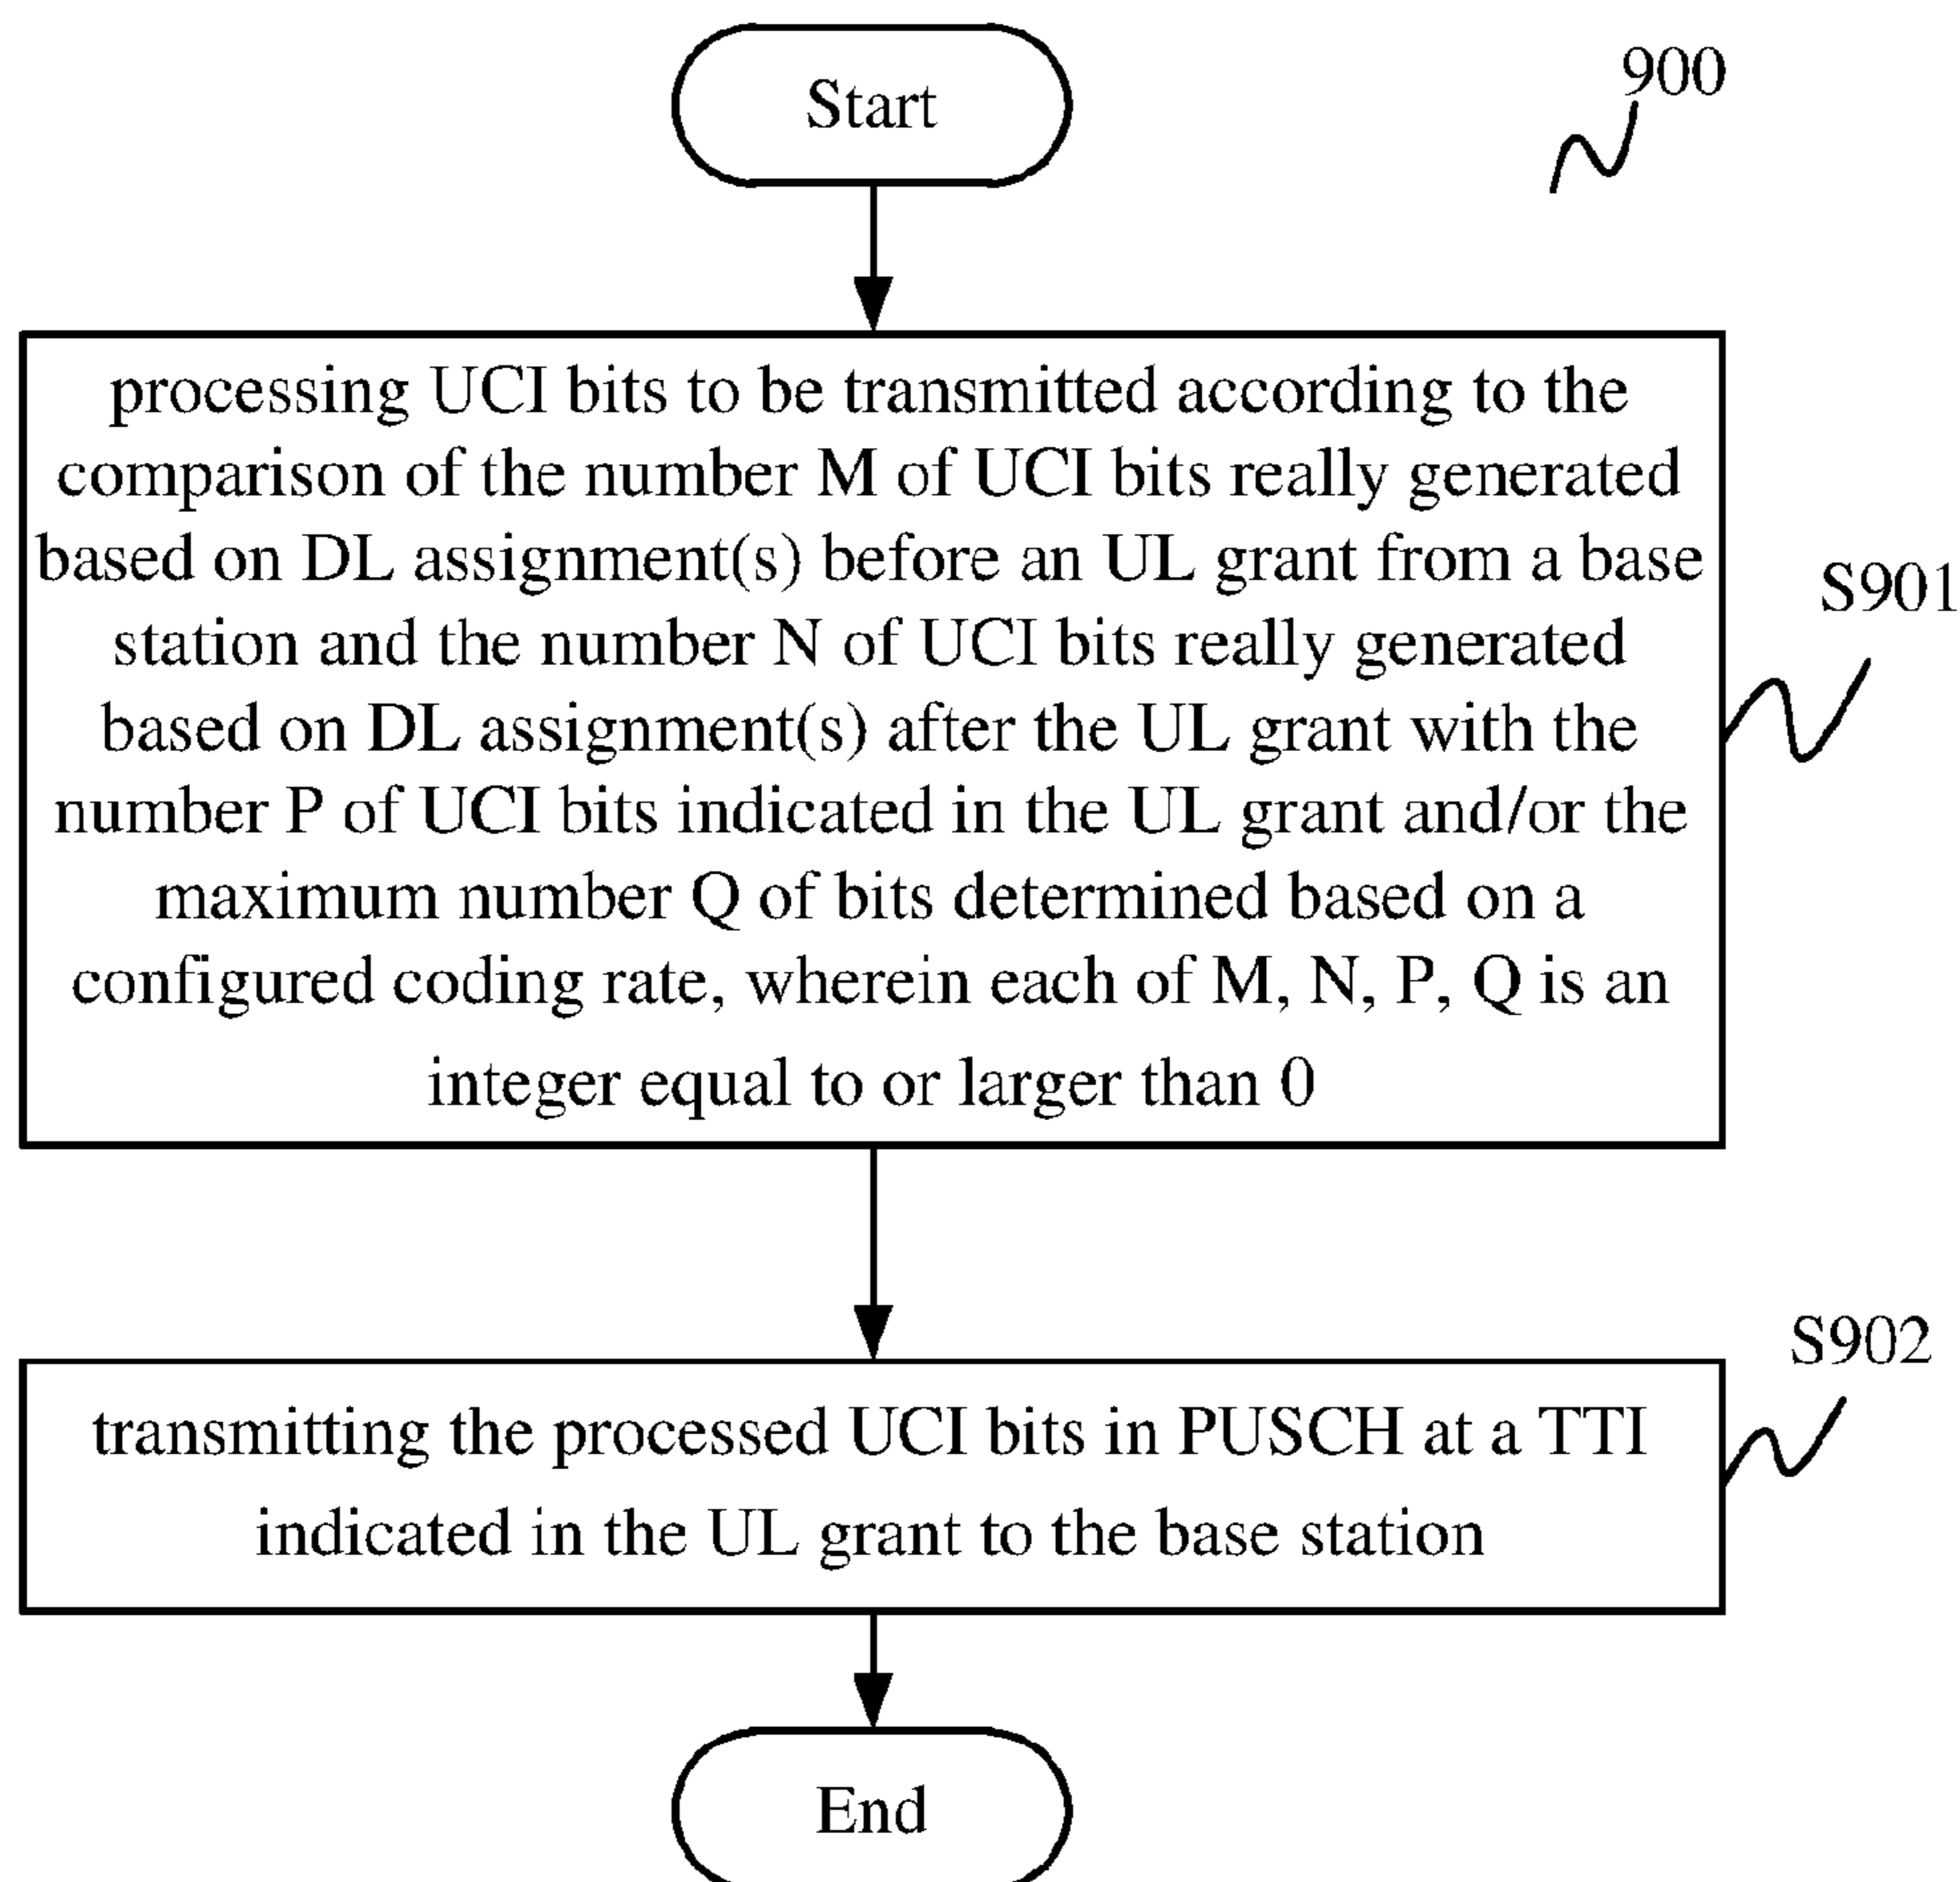 Start
900
processing UCI bits to be transmitted according to the
comparison of the number M of UCI bits really generated
based on DL assignment(s) before an UL grant from a base
station and the number N of UCI bits really generated
based on DL assignment(s) after the UL grant with the
number P of UCI bits indicated in the UL grant and/or the
maximum number Q of bits determined based on a
configured coding rate, wherein each of M, N, P, Q is an
integer equal to or larger than 0
S901
S902
transmitting the processed UCI bits in PUSCH at a TTI
indicated in the UL grant to the base station
End